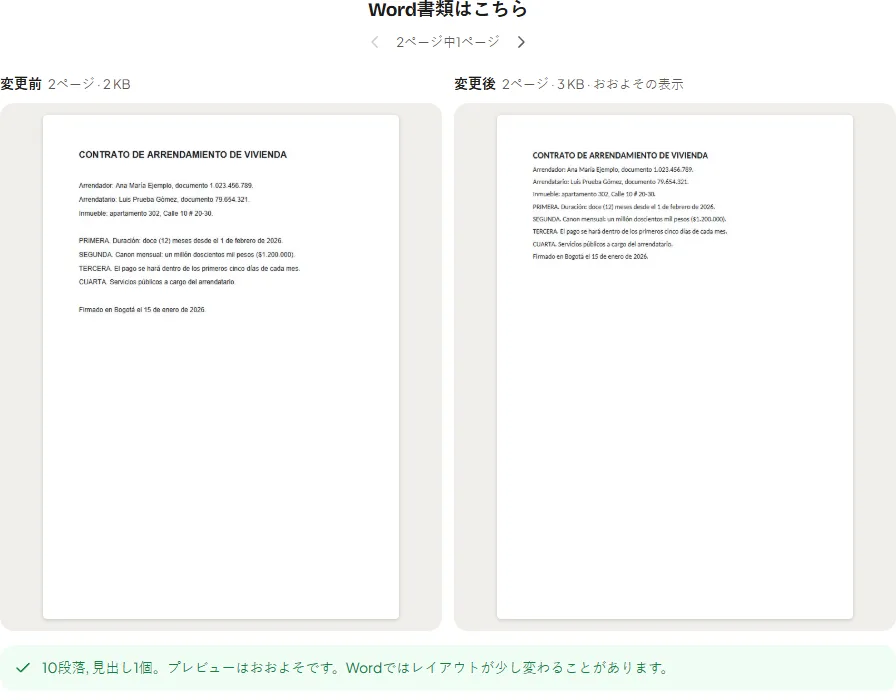 Word書類はこちら
2ページ中1ページ
変更前 2ページ · 2 KB
CONTRATO DE ARRENDAMIENTO DE VIVIENDA
Arrendador: Ana María Ejemplo, documento 1.023.456.789.
Arrendatario: Luis Prueba Gómez, documento 79.654.321.
Inmueble: apartamento 302, Calle 10 # 20-30.
PRIMERA. Duración: doce (12) meses desde el 1 de febrero de 2026.
SEGUNDA. Canon mensual: un millón doscientos mil pesos ($1.200.000).
TERCERA. El pago se hará dentro de los primeros cinco días de cada mes.
CUARTA. Servicios públicos a cargo del arrendatario.
Firmado en Bogotá el 15 de enero de 2026.
変更後 2ページ · 3 KB · おおよその表示
CONTRATO DE ARRENDAMIENTO DE VIVIENDA
Arrendador: Ana María Ejemplo, documento 1.023.456.789.
Arrendatario: Luis Prueba Gómez, documento 79.654.321.
Inmueble: apartamento 302, Calle 10 # 20-30.
PRIMERA. Duración: doce (12) meses desde el 1 de febrero de 2026.
SEGUNDA. Canon mensual: un millón doscientos mil pesos ($1.200.000).
TERCERA. El pago se hará dentro de los primeros cinco días de cada mes.
CUARTA. Servicios públicos a cargo del arrendatario.
Firmado en Bogotá el 15 de enero de 2026.
10段落, 見出し1個。プレビューはおおよそです。Wordではレイアウトが少し変わることがあります。